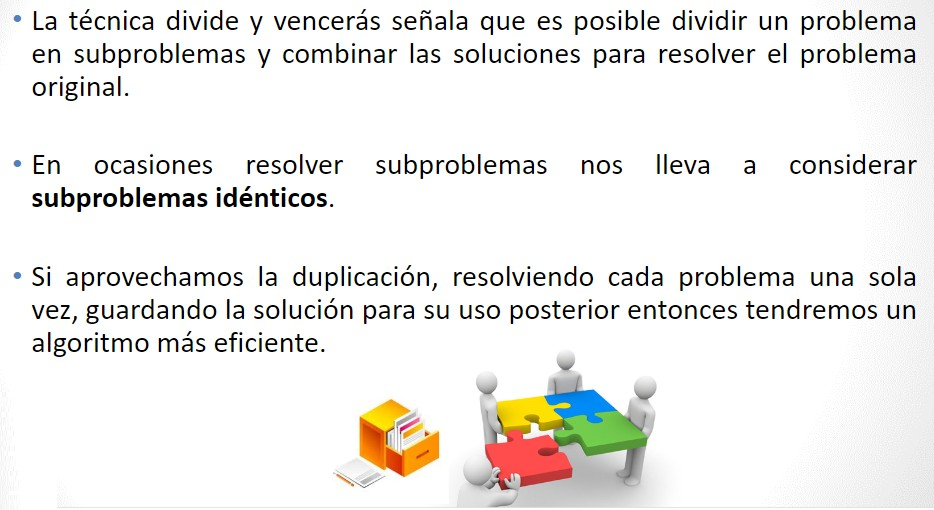 • La técnica divide y vencerás señala que es posible dividir un problema
en subproblemas y combinar las soluciones para resolver el problema
original.
• En ocasiones resolver subproblemas nos lleva a considerar
subproblemas idénticos.
• Si aprovechamos la duplicación, resolviendo cada problema una sola
vez, guardando la solución para su uso posterior entonces tendremos un
algoritmo más eficiente.